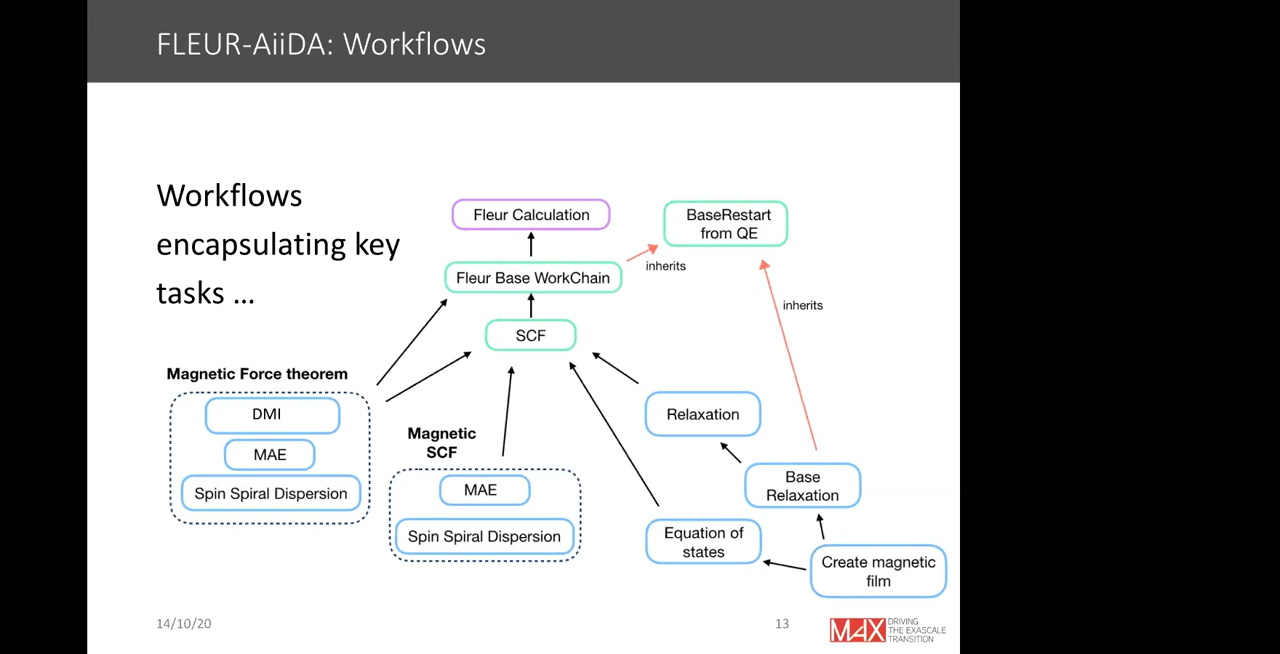 FLEUR-AiiDA: Workflows
Workflows
encapsulating key
tasks ...
Fleur Calculation
BaseRestart
from QE
inherits
Fleur Base WorkChain
inherits
SCF
Magnetic Force theorem
DMI
MAE
Spin Spiral Dispersion
Magnetic
SCF
MAE
Spin Spiral Dispersion
Relaxation
Base
Relaxation
Equation of
states
Create magnetic
film
14/10/20
13
MAX
DRIVING
THE EXASCALE
TRANSITION